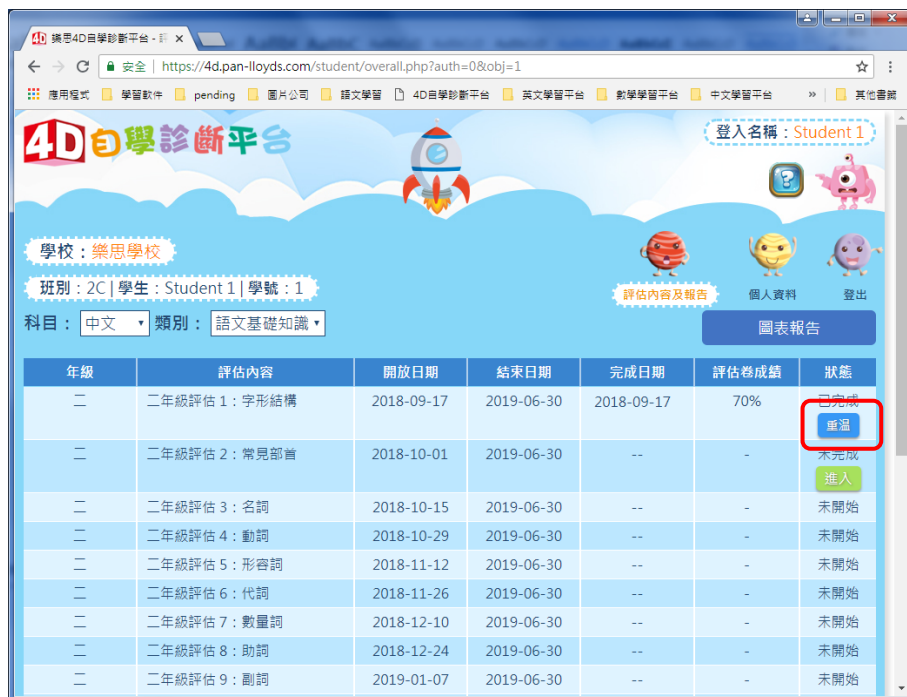 4D 樂思4D自學診斷平台 - 評
安全 | https://4d.pan-lloyds.com/student/overall.php?auth=0&obj=1
應用程式 學習軟件 pending 圖片公司 語文學習 4D自學診斷平台 英文學習平台 數學學習平台 中文學習平台 » 其他書籤
4D自學診斷平台
登入名稱：Student 1
?
學校：樂思學校
班別：2C | 學生：Student 1 | 學號：1
評估內容及報告 個人資料 登出
科目： 中文 類別： 語文基礎知識
圖表報告
年級 評估內容 開放日期 結束日期 完成日期 評估卷成績 狀態
二 二年級評估 1：字形結構 2018-09-17 2019-06-30 2018-09-17 70% 已完成
重溫
二 二年級評估 2：常見部首 2018-10-01 2019-06-30 -- - 未完成
進入
二 二年級評估 3：名詞 2018-10-15 2019-06-30 -- - 未開始
二 二年級評估 4：動詞 2018-10-29 2019-06-30 -- - 未開始
二 二年級評估 5：形容詞 2018-11-12 2019-06-30 -- - 未開始
二 二年級評估 6：代詞 2018-11-26 2019-06-30 -- - 未開始
二 二年級評估 7：數量詞 2018-12-10 2019-06-30 -- - 未開始
二 二年級評估 8：助詞 2018-12-24 2019-06-30 -- - 未開始
二 二年級評估 9：副詞 2019-01-07 2019-06-30 -- - 未開始